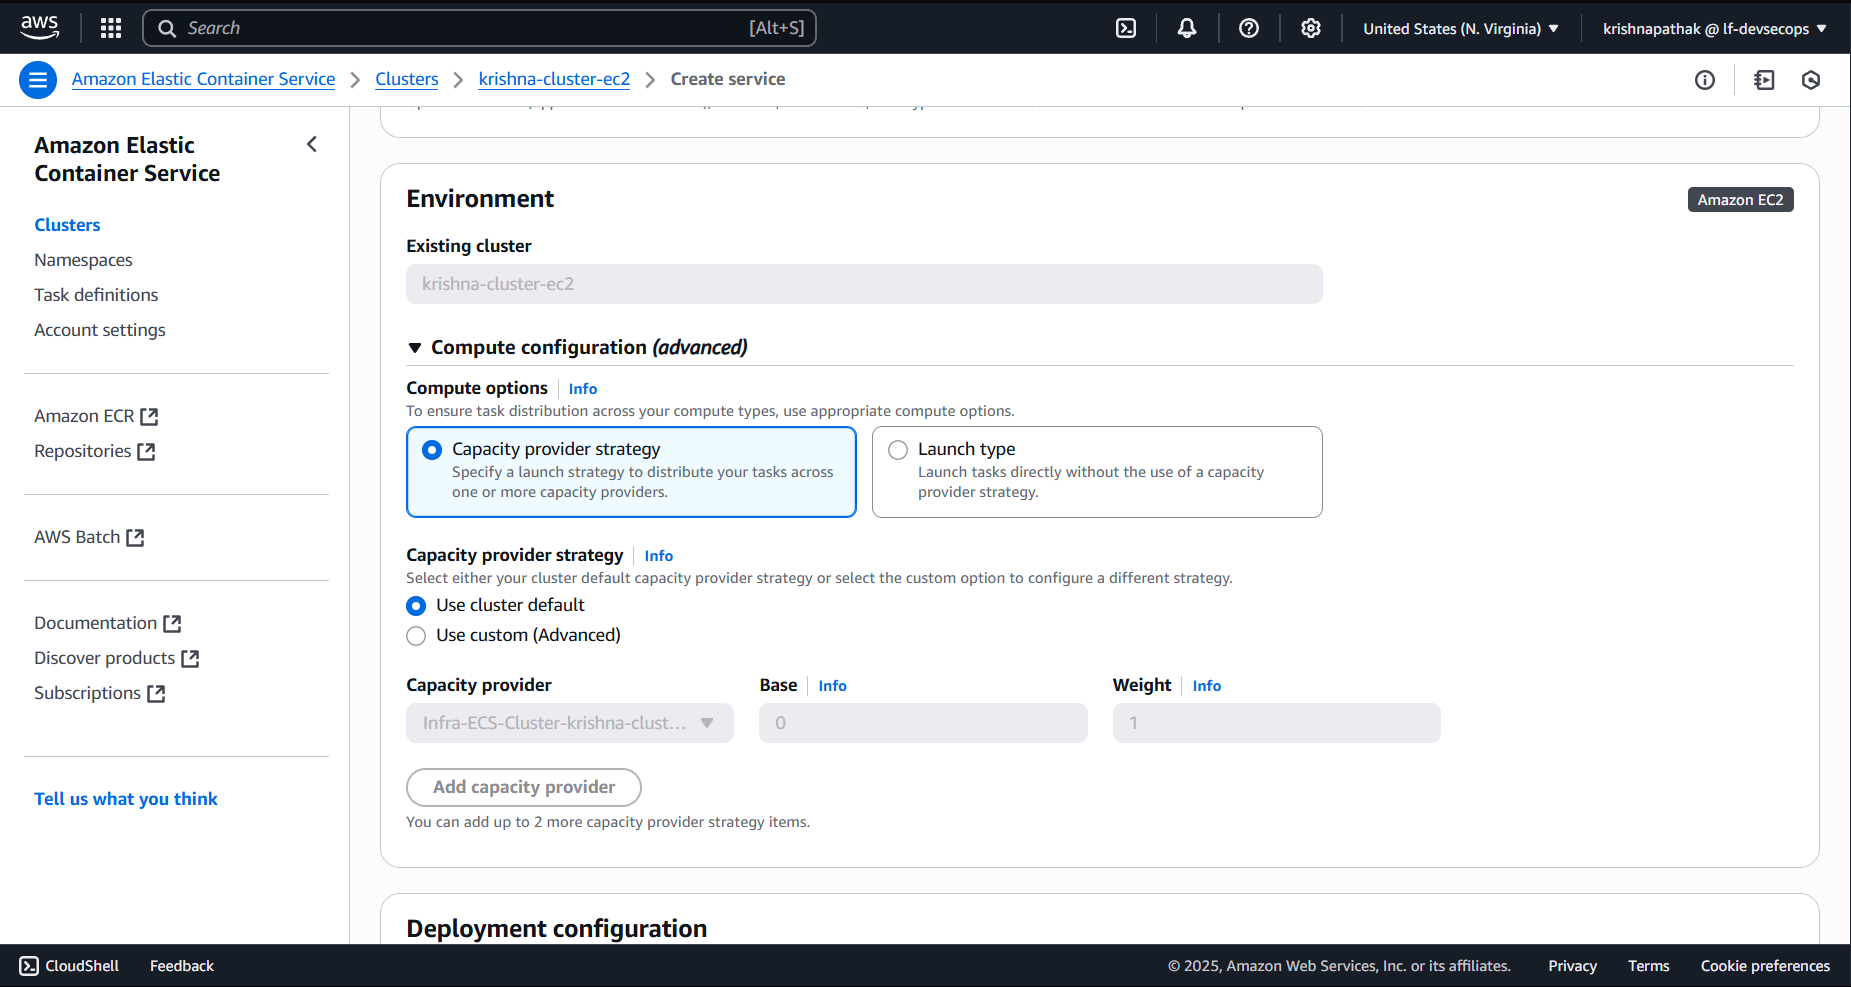 aws
Search [Alt+S]
United States (N. Virginia)
krishnapathak @ lf-devsecops
Amazon Elastic Container Service
Clusters
krishna-cluster-ec2
Create service
Amazon Elastic
Container Service
Clusters
Namespaces
Task definitions
Account settings
Amazon ECR
Repositories
AWS Batch
Documentation
Discover products
Subscriptions
Tell us what you think
Environment
Amazon EC2
Existing cluster
krishna-cluster-ec2
Compute configuration (advanced)
Compute options Info
To ensure task distribution across your compute types, use appropriate compute options.
Capacity provider strategy
Specify a launch strategy to distribute your tasks across
one or more capacity providers.
Launch type
Launch tasks directly without the use of a capacity
provider strategy.
Capacity provider strategy Info
Select either your cluster default capacity provider strategy or select the custom option to configure a different strategy.
Use cluster default
Use custom (Advanced)
Capacity provider
Infra-ECS-Cluster-krishna-clust...
Base Info
0
Weight Info
1
Add capacity provider
You can add up to 2 more capacity provider strategy items.
Deployment configuration
CloudShell
Feedback
© 2025, Amazon Web Services, Inc. or its affiliates.
Privacy
Terms
Cookie preferences